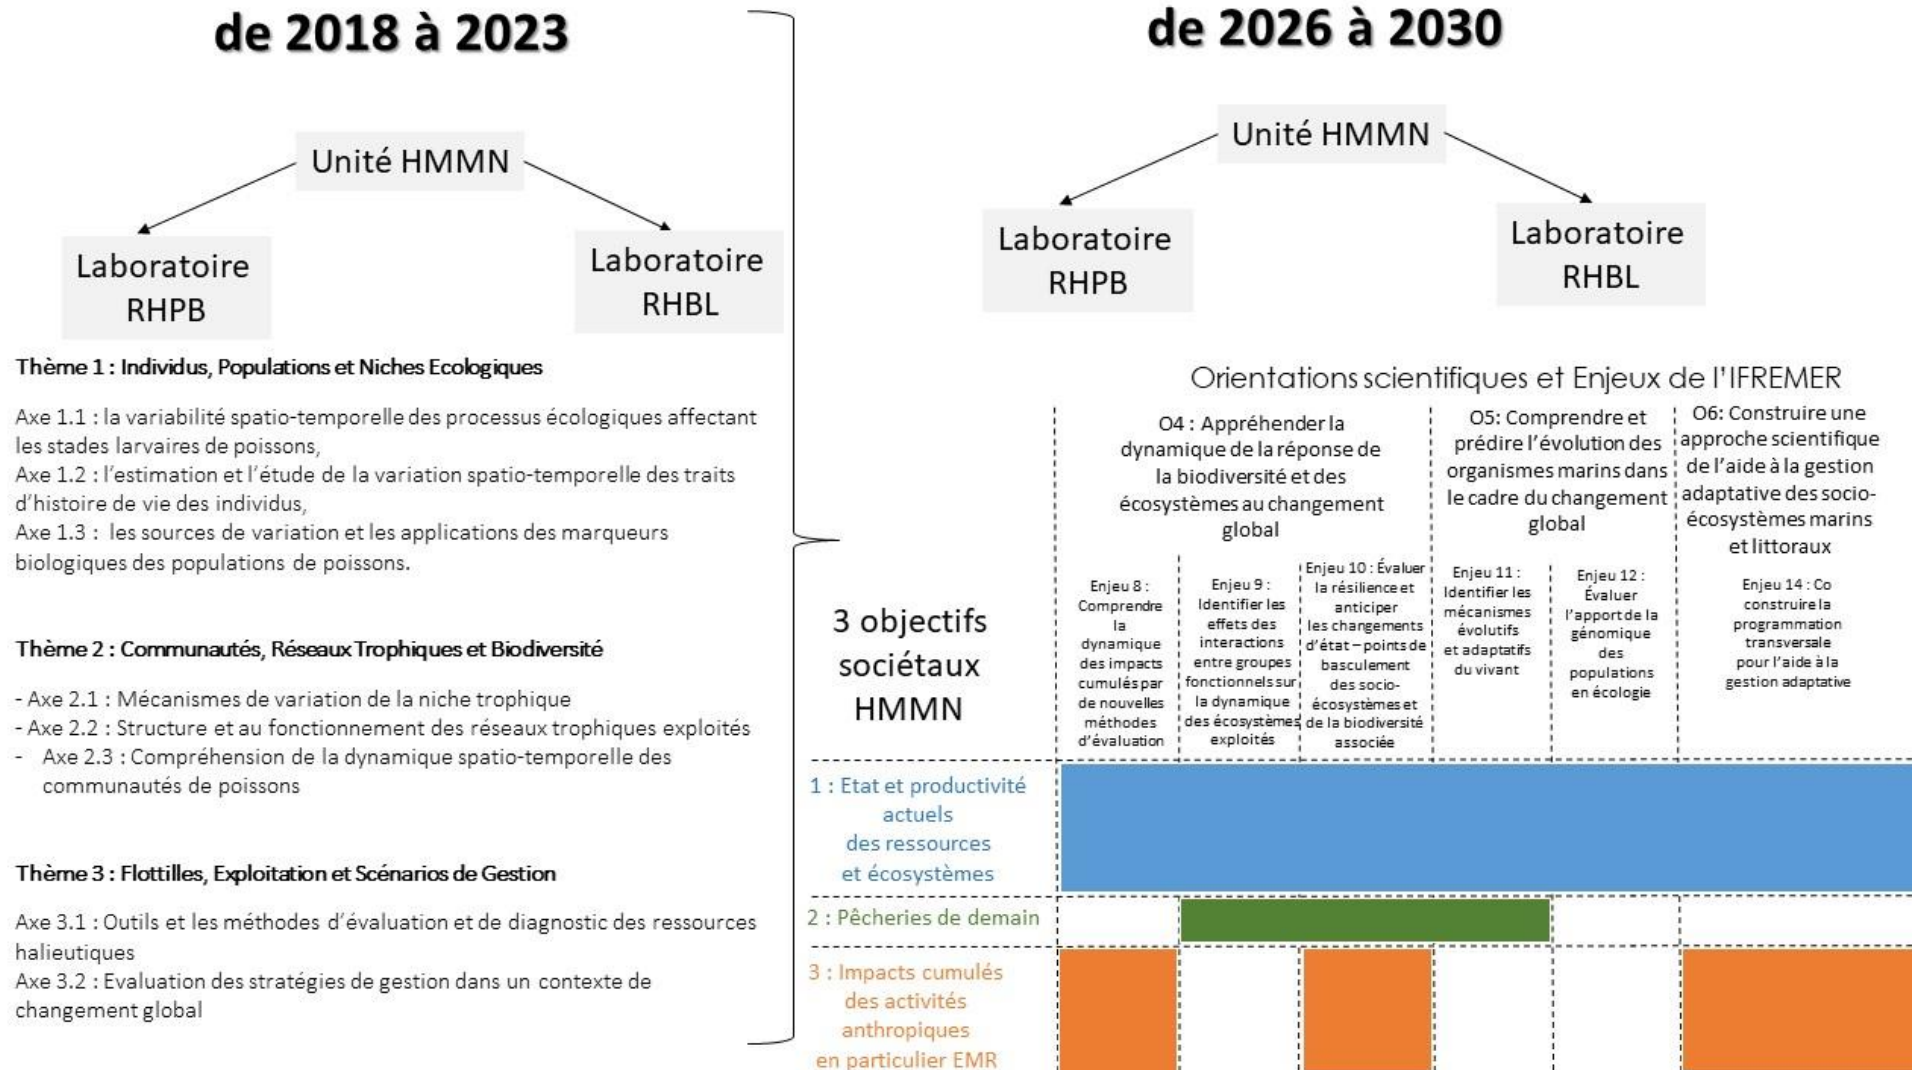 de 2018 à 2023
Unité HMMN
Laboratoire
RHPB
Laboratoire
RHBL
Thème 1 : Individus, Populations et Niches Ecologiques
Axe 1.1 : la variabilité spatio-temporelle des processus écologiques affectant
les stades larvaires de poissons,
Axe 1.2 : l'estimation et l'étude de la variation spatio-temporelle des traits
d'histoire de vie des individus,
Axe 1.3 : les sources de variation et les applications des marqueurs
biologiques des populations de poissons.
Thème 2 : Communautés, Réseaux Trophiques et Biodiversité
- Axe 2.1 : Mécanismes de variation de la niche trophique
- Axe 2.2 : Structure et au fonctionnement des réseaux trophiques exploités
- Axe 2.3 : Compréhension de la dynamique spatio-temporelle des
communautés de poissons
Thème 3 : Flottilles, Exploitation et Scénarios de Gestion
Axe 3.1 : Outils et les méthodes d'évaluation et de diagnostic des ressources
halieutiques
Axe 3.2 : Evaluation des stratégies de gestion dans un contexte de
changement global
de 2026 à 2030
Unité HMMN
Laboratoire
RHPB
Laboratoire
RHBL
Orientations scientifiques et Enjeux de l'IFREMER
O4 : Appréhender la
dynamique de la réponse de
la biodiversité et des
écosystèmes au changement
global
O5: Comprendre et
prédire l'évolution des
organismes marins dans
le cadre du changement
global
O6: Construire une
approche scientifique
de l'aide à la gestion
adaptative des socio-
écosystèmes marins
et littoraux
3 objectifs
sociétaux
HMMN
Enjeu 8 :
Comprendre
la
dynamique
des impacts
cumulés par
de nouvelles
méthodes
d'évaluation
Enjeu 9 :
Identifier les
effets des
interactions
entre groupes
fonctionnels sur
la dynamique
des écosystèmes
exploités
Enjeu 10 : Évaluer
la résilience et
anticiper
les changements
d'état – points de
basculement
des socio-
écosystèmes et
de la biodiversité
associée
Enjeu 11 :
Identifier les
mécanismes
évolutifs
et adaptatifs
du vivant
Enjeu 12 :
Évaluer
l'apport de la
génomique
des
populations
en écologie
Enjeu 14 : Co
construire la
programmation
transversale
pour l'aide à la
gestion adaptative
1 : Etat et productivité
actuels
des ressources
et écosystèmes
2 : Pêcheries de demain
3 : Impacts cumulés
des activités
anthropiques
en particulier EMR